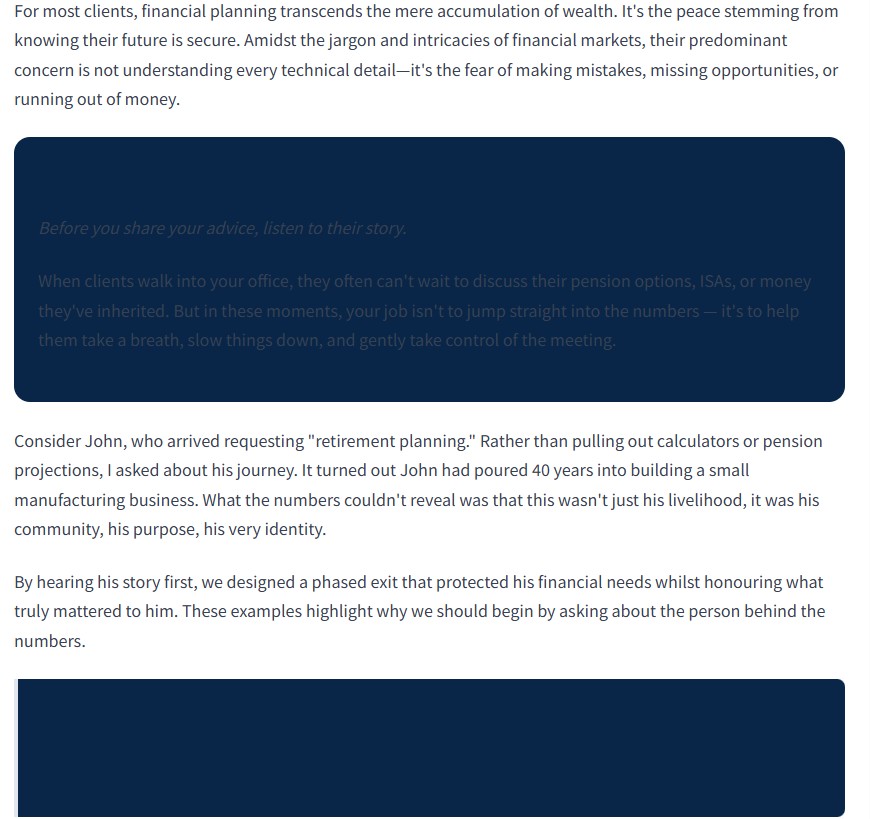 For most clients, financial planning transcends the mere accumulation of wealth. It's the peace stemming from
knowing their future is secure. Amidst the jargon and intricacies of financial markets, their predominant
concern is not understanding every technical detail—it's the fear of making mistakes, missing opportunities, or
running out of money.
Before you share your advice, listen to their story.
When clients walk into your office, they often can't wait to discuss their pension options, ISAs, or money
they've inherited. But in these moments, your job isn't to jump straight into the numbers — it's to help
them take a breath, slow things down, and gently take control of the meeting.
Consider John, who arrived requesting "retirement planning." Rather than pulling out calculators or pension
projections, I asked about his journey. It turned out John had poured 40 years into building a small
manufacturing business. What the numbers couldn't reveal was that this wasn't just his livelihood, it was his
community, his purpose, his very identity.
By hearing his story first, we designed a phased exit that protected his financial needs whilst honouring what
truly mattered to him. These examples highlight why we should begin by asking about the person behind the
numbers.